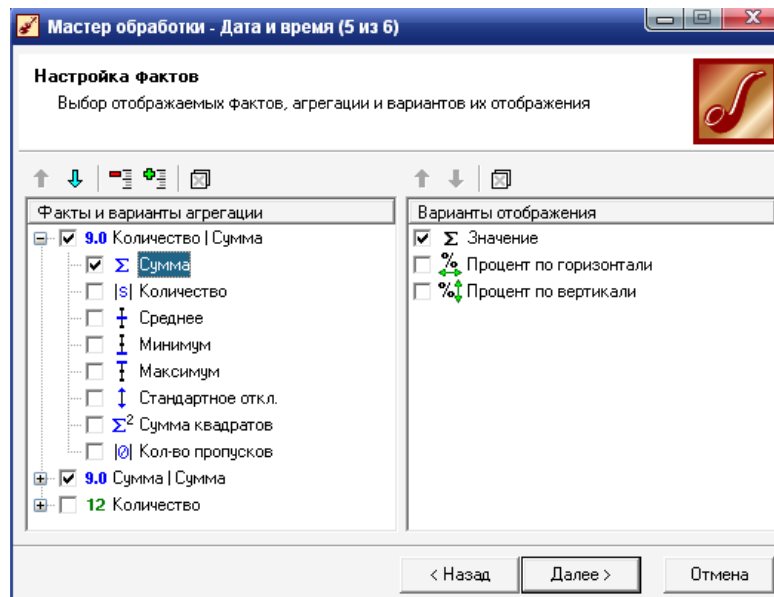 Мастер обработки - Дата и время (5 из 6)
Настройка фактов
Выбор отображаемых фактов, агрегации и вариантов их отображения
Факты и варианты агрегации
9.0 Количество | Сумма
Σ Сумма
|S| Количество
Среднее
Минимум
Максимум
Стандартное откл.
Σ² Сумма квадратов
|0| Кол-во пропусков
9.0 Сумма | Сумма
12 Количество
Варианты отображения
Σ Значение
% Процент по горизонтали
% Процент по вертикали
< Назад
Далее >
Отмена